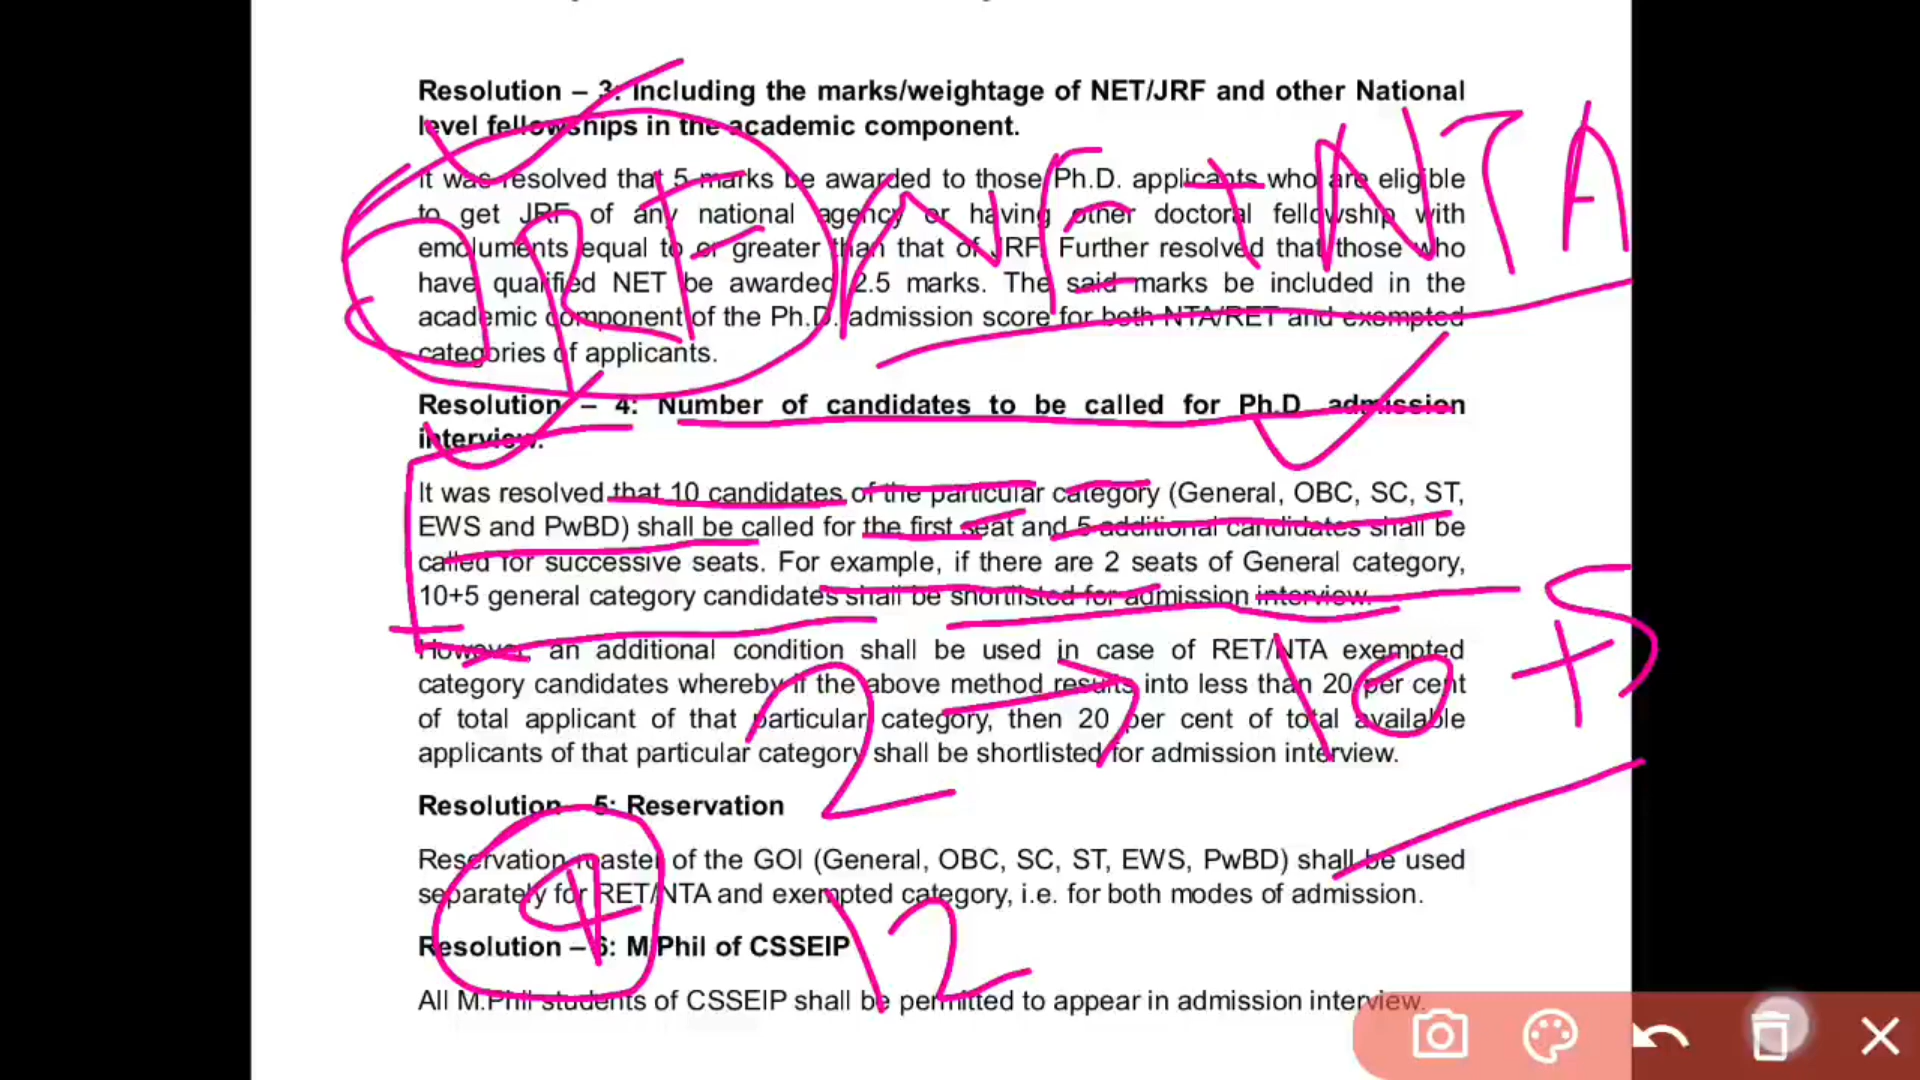 Resolution – 3: Including the marks/weightage of NET/JRF and other National
level fellowships in the academic component.
It was resolved that 5 marks be awarded to those Ph.D. applicants who are eligible
to get JRF of any national agency or having other doctoral fellowship with
emoluments equal to or greater than that of JRF. Further resolved that those who
have qualified NET be awarded 2.5 marks. The said marks be included in the
academic component of the Ph.D. admission score for both NTA/RET and exempted
categories of applicants.
JRF NET NTA
Resolution – 4: Number of candidates to be called for Ph.D. admission
interview.
It was resolved that 10 candidates of the particular category (General, OBC, SC, ST,
EWS and PwBD) shall be called for the first seat and 5 additional candidates shall be
called for successive seats. For example, if there are 2 seats of General category,
10+5 general category candidates shall be shortlisted for admission interview.
However, an additional condition shall be used in case of RET/NTA exempted
category candidates whereby if the above method results into less than 20 per cent
of total applicant of that particular category, then 20 per cent of total available
applicants of that particular category shall be shortlisted for admission interview.
2 → 10 + 5
Resolution – 5: Reservation
Reservation roaster of the GOI (General, OBC, SC, ST, EWS, PwBD) shall be used
separately for RET/NTA and exempted category, i.e. for both modes of admission.
4 12
Resolution – 6: M.Phil of CSSEIP
All M.Phil students of CSSEIP shall be permitted to appear in admission interview.